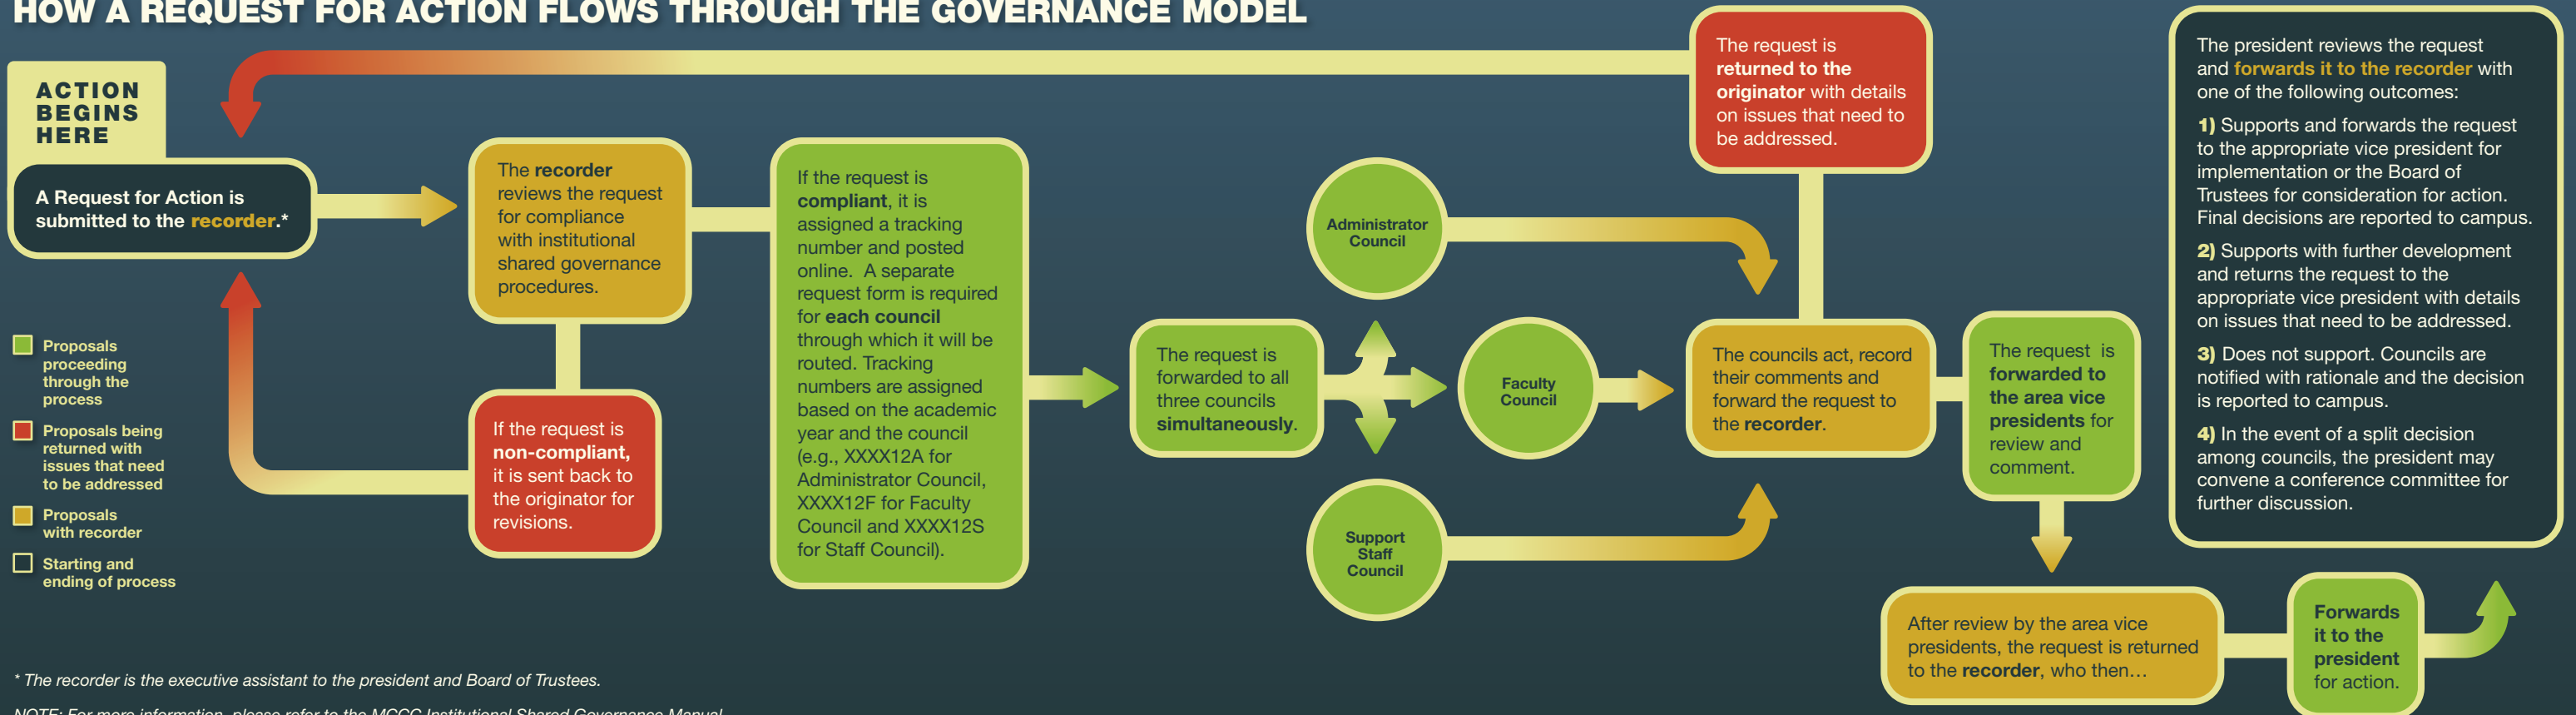 HOW A REQUEST FOR ACTION FLOWS THROUGH THE GOVERNANCE MODEL
ACTION
BEGINS
HERE
A Request for Action is
submitted to the recorder.*
The recorder
reviews the request
for compliance
with institutional
shared governance
procedures.
If the request is
non-compliant,
it is sent back to
the originator for
revisions.
If the request is
compliant, it is
assigned a tracking
number and posted
online. A separate
request form is required
for each council
through which it will be
routed. Tracking
numbers are assigned
based on the academic
year and the council
(e.g., XXXX12A for
Administrator Council,
XXXX12F for Faculty
Council and XXXX12S
for Staff Council).
The request is
forwarded to all
three councils
simultaneously.
Administrator
Council
Faculty
Council
Support
Staff
Council
The request is
returned to the
originator with details
on issues that need to
be addressed.
The councils act, record
their comments and
forward the request to
the recorder.
The request is
forwarded to
the area vice
presidents for
review and
comment.
After review by the area vice
presidents, the request is returned
to the recorder, who then…
Forwards
it to the
president
for action.
The president reviews the request
and forwards it to the recorder with
one of the following outcomes:
1) Supports and forwards the request
to the appropriate vice president for
implementation or the Board of
Trustees for consideration for action.
Final decisions are reported to campus.
2) Supports with further development
and returns the request to the
appropriate vice president with details
on issues that need to be addressed.
3) Does not support. Councils are
notified with rationale and the decision
is reported to campus.
4) In the event of a split decision
among councils, the president may
convene a conference committee for
further discussion.
Proposals
proceeding
through the
process
Proposals being
returned with
issues that need
to be addressed
Proposals
with recorder
Starting and
ending of process
* The recorder is the executive assistant to the president and Board of Trustees.
NOTE: For more information, please refer to the MCCC Institutional Shared Governance Manual